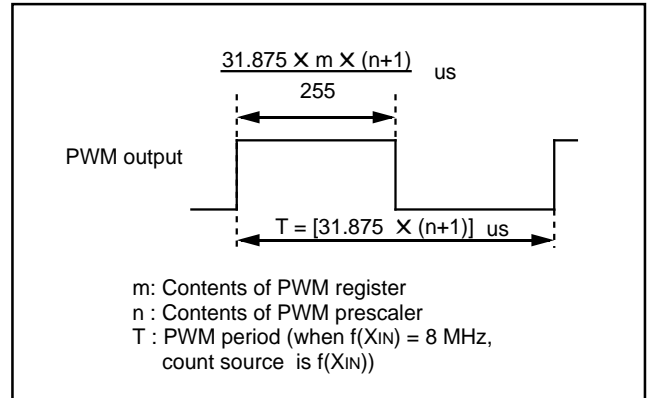 31.875 × m × (n+1)
us
255
PWM output
T = [31.875 × (n+1)] us
m: Contents of PWM register
n : Contents of PWM prescaler
T : PWM period (when f(XIN) = 8 MHz,
count source is f(XIN))